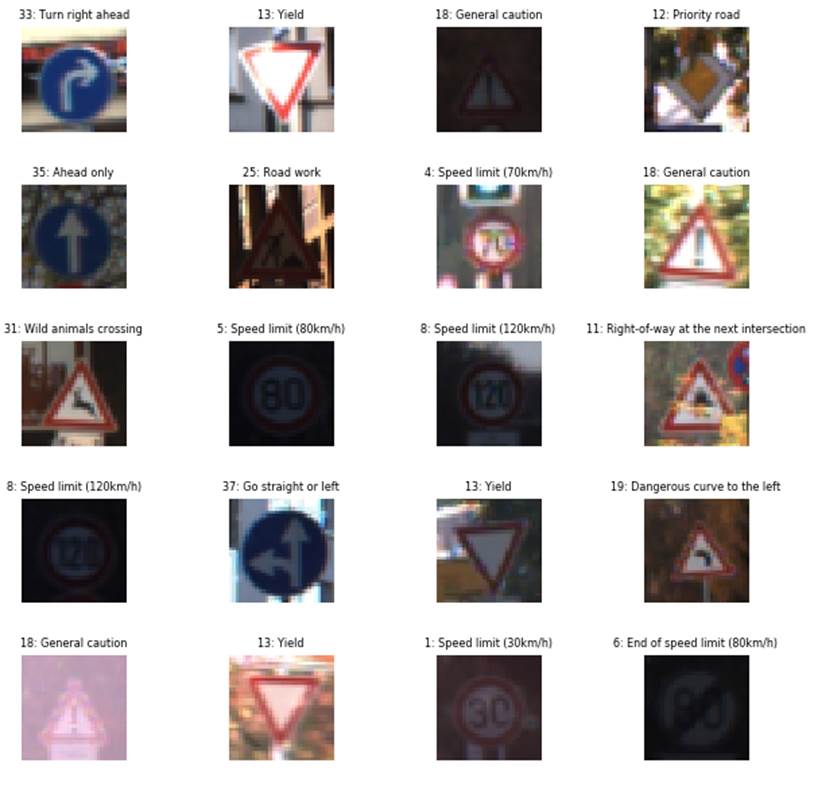 33: Turn right ahead
13: Yield
18: General caution
12: Priority road
35: Ahead only
25: Road work
4: Speed limit (70km/h)
18: General caution
70
31: Wild animals crossing
5: Speed limit (80km/h)
8: Speed limit (120km/h)
11: Right-of-way at the next intersection
80
120
8: Speed limit (120km/h)
37: Go straight or left
13: Yield
19: Dangerous curve to the left
120
18: General caution
13: Yield
1: Speed limit (30km/h)
6: End of speed limit (80km/h)
30
80